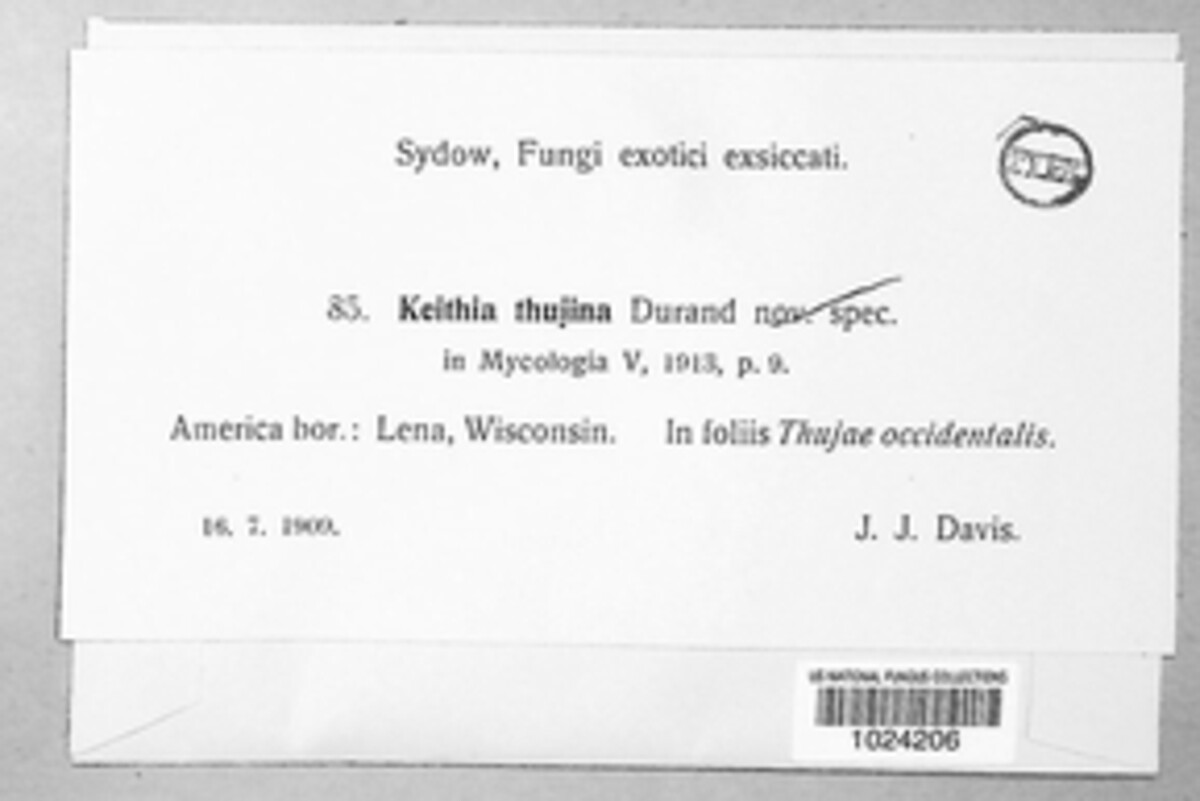 Sydow, Fungi exotici exsiccati.
85. Keithia thujina Durand nov. spec.
in Mycologia V, 1913, p. 9.
America bor.: Lena, Wisconsin. In foliis Thujae occidentalis.
16. 7. 1909. J. J. Davis.
US NATIONAL FUNGUS COLLECTIONS
1024206